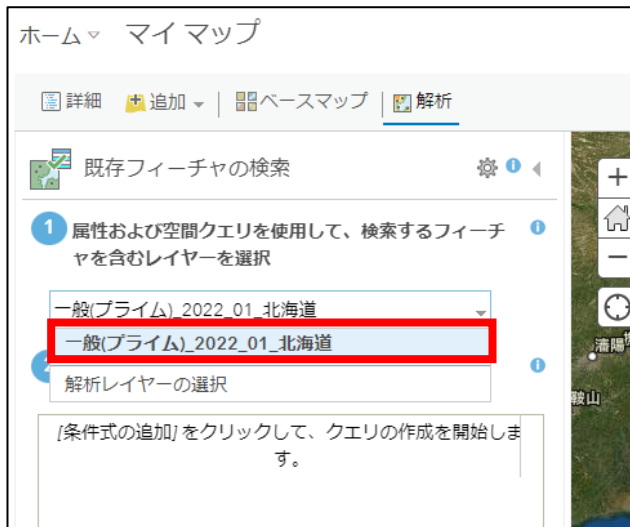 ホーム マイ マップ
詳細 追加 ベースマップ 解析
既存フィーチャの検索
1 属性および空間クエリを使用して、検索するフィーチ
ャを含むレイヤーを選択
一般(プライム)_2022_01_北海道
一般(プライム)_2022_01_北海道
解析レイヤーの選択
[条件式の追加] をクリックして、クエリの作成を開始しま
す。
瀋陽
鞍山